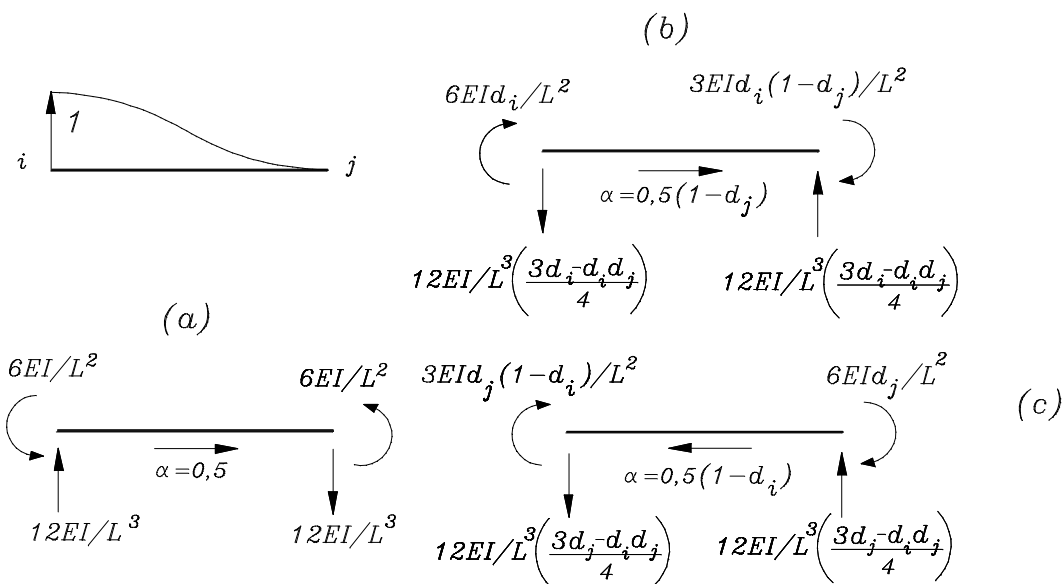 (b)
6EId_i/L^2
3EId_i(1-d_j)/L^2
1
i
j
α=0,5(1-d_j)
12EI/L^3((3d_i-d_id_j)/4)
12EI/L^3((3d_i-d_id_j)/4)
(a)
6EI/L^2
6EI/L^2
α=0,5
12EI/L^3
12EI/L^3
3EId_j(1-d_i)/L^2
6EId_j/L^2
(c)
α=0,5(1-d_i)
12EI/L^3((3d_j-d_id_j)/4)
12EI/L^3((3d_j-d_id_j)/4)